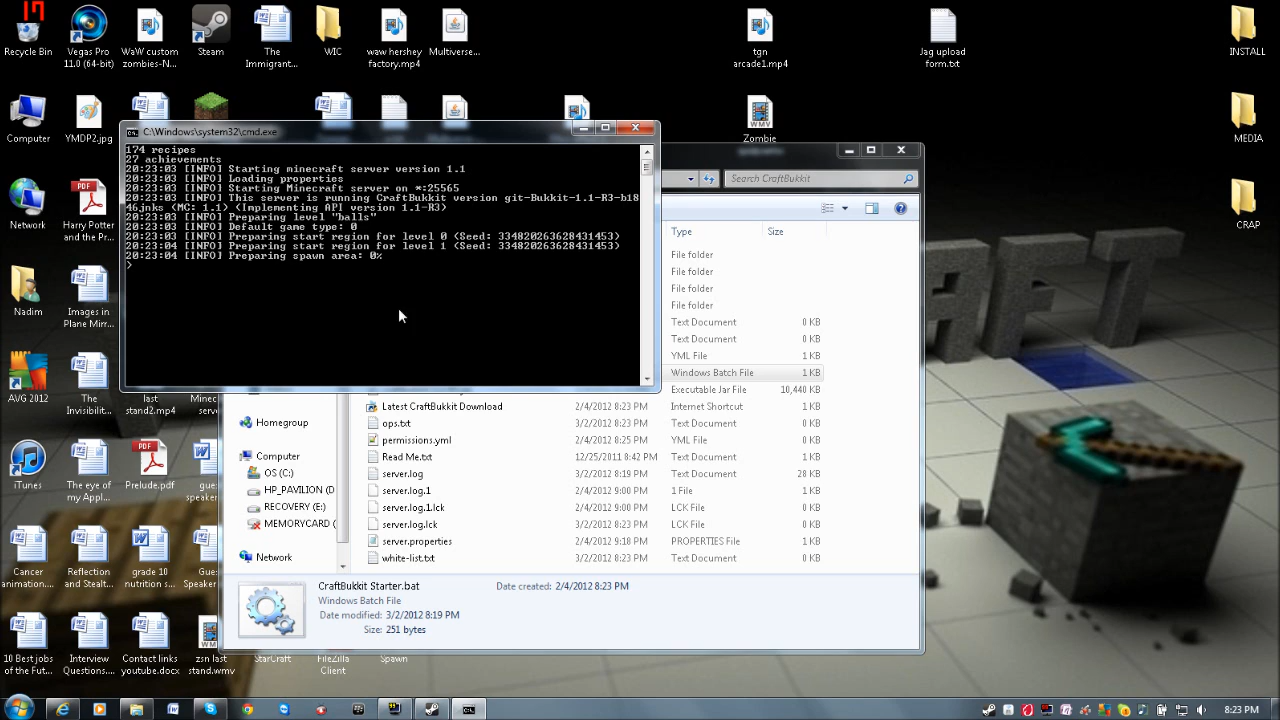 17
Recycle Bin
Vegas Pro
11.0 (64-bit)
WaW custom
zombies-N...
Steam
The
Immigrant...
WIC
waw hershey
factory.mp4
Multiverse...
tgn
arcade1.mp4
Jag upload
form.txt
INSTALL
Computer
YMDP2.jpg
Zombie
MEDIA
C:\Windows\system32\cmd.exe
174 recipes
27 achievements
20:23:03 [INFO] Starting minecraft server version 1.1
20:23:03 [INFO] Loading properties
20:23:03 [INFO] Starting Minecraft server on *:25565
20:23:03 [INFO] This server is running CraftBukkit version git-Bukkit-1.1-R3-b18
46jnks (MC: 1.1) (Implementing API version 1.1-R3)
20:23:03 [INFO] Preparing level "balls"
20:23:03 [INFO] Default game type: 0
20:23:03 [INFO] Preparing start region for level 0 (Seed: 334820263628431453)
20:23:04 [INFO] Preparing start region for level 1 (Seed: 334820263628431453)
20:23:04 [INFO] Preparing spawn area: 0%
>
Search CraftBukkit
Type Size
File folder
File folder
File folder
File folder
Text Document 0 KB
Text Document 0 KB
YML File 1 KB
Windows Batch File 1 KB
Executable Jar File 10,440 KB
Latest CraftBukkit Download 2/4/2012 8:23 PM Internet Shortcut 1 KB
ops.txt 3/2/2012 8:23 PM Text Document 0 KB
permissions.yml 2/4/2012 8:25 PM YML File 0 KB
Read Me.txt 12/25/2011 8:42 PM Text Document 1 KB
server.log 3/2/2012 8:19 PM Text Document 28 KB
server.log.1 2/4/2012 9:00 PM 1 File 0 KB
server.log.1.lck 2/4/2012 9:00 PM LCK File 0 KB
server.log.lck 3/2/2012 8:23 PM LCK File 0 KB
server.properties 2/4/2012 9:18 PM PROPERTIES File 1 KB
white-list.txt 3/2/2012 8:23 PM Text Document 0 KB
Homegroup
Computer
OS (C:)
HP_PAVILION (D
RECOVERY (E:)
MEMORYCARD (
Network
CraftBukkit Starter.bat
Windows Batch File
Date modified: 3/2/2012 8:19 PM
Size: 251 bytes
Date created: 2/4/2012 8:23 PM
AFT
CRAP
Network
PDF
Harry Potter
and the Pr...
Nadim
Images in
Plane Mirr...
AVG 2012
The
Invisibilit...
last
stand2.mp4
Minec
serve
iTunes
The eye of
my Appl...
PDF
Prelude.pdf
gues
speaker
Cancer
animation....
Reflection
and Stealt...
grade 10
nutrition s...
Gues
Speaker
10 Best jobs
of the Fut...
Interview
Questions....
Contact links
youtube.docx
zsn last
stand.wmv
StarCraft
FileZilla
Client
Spawn
8:23 PM